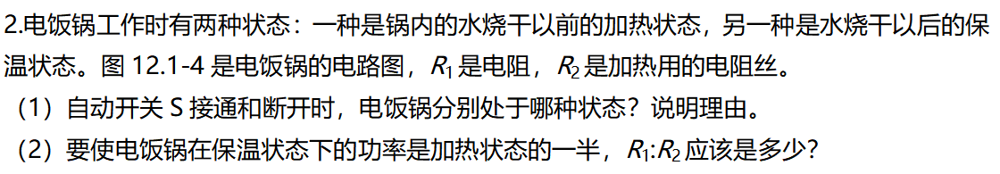 2.电饭锅工作时有两种状态：一种是锅内的水烧干以前的加热状态，另一种是水烧干以后的保
温状态。图 12.1-4 是电饭锅的电路图，R₁是电阻，R₂是加热用的电阻丝。
（1）自动开关 S 接通和断开时，电饭锅分别处于哪种状态？说明理由。
（2）要使电饭锅在保温状态下的功率是加热状态的一半，R₁:R₂应该是多少？